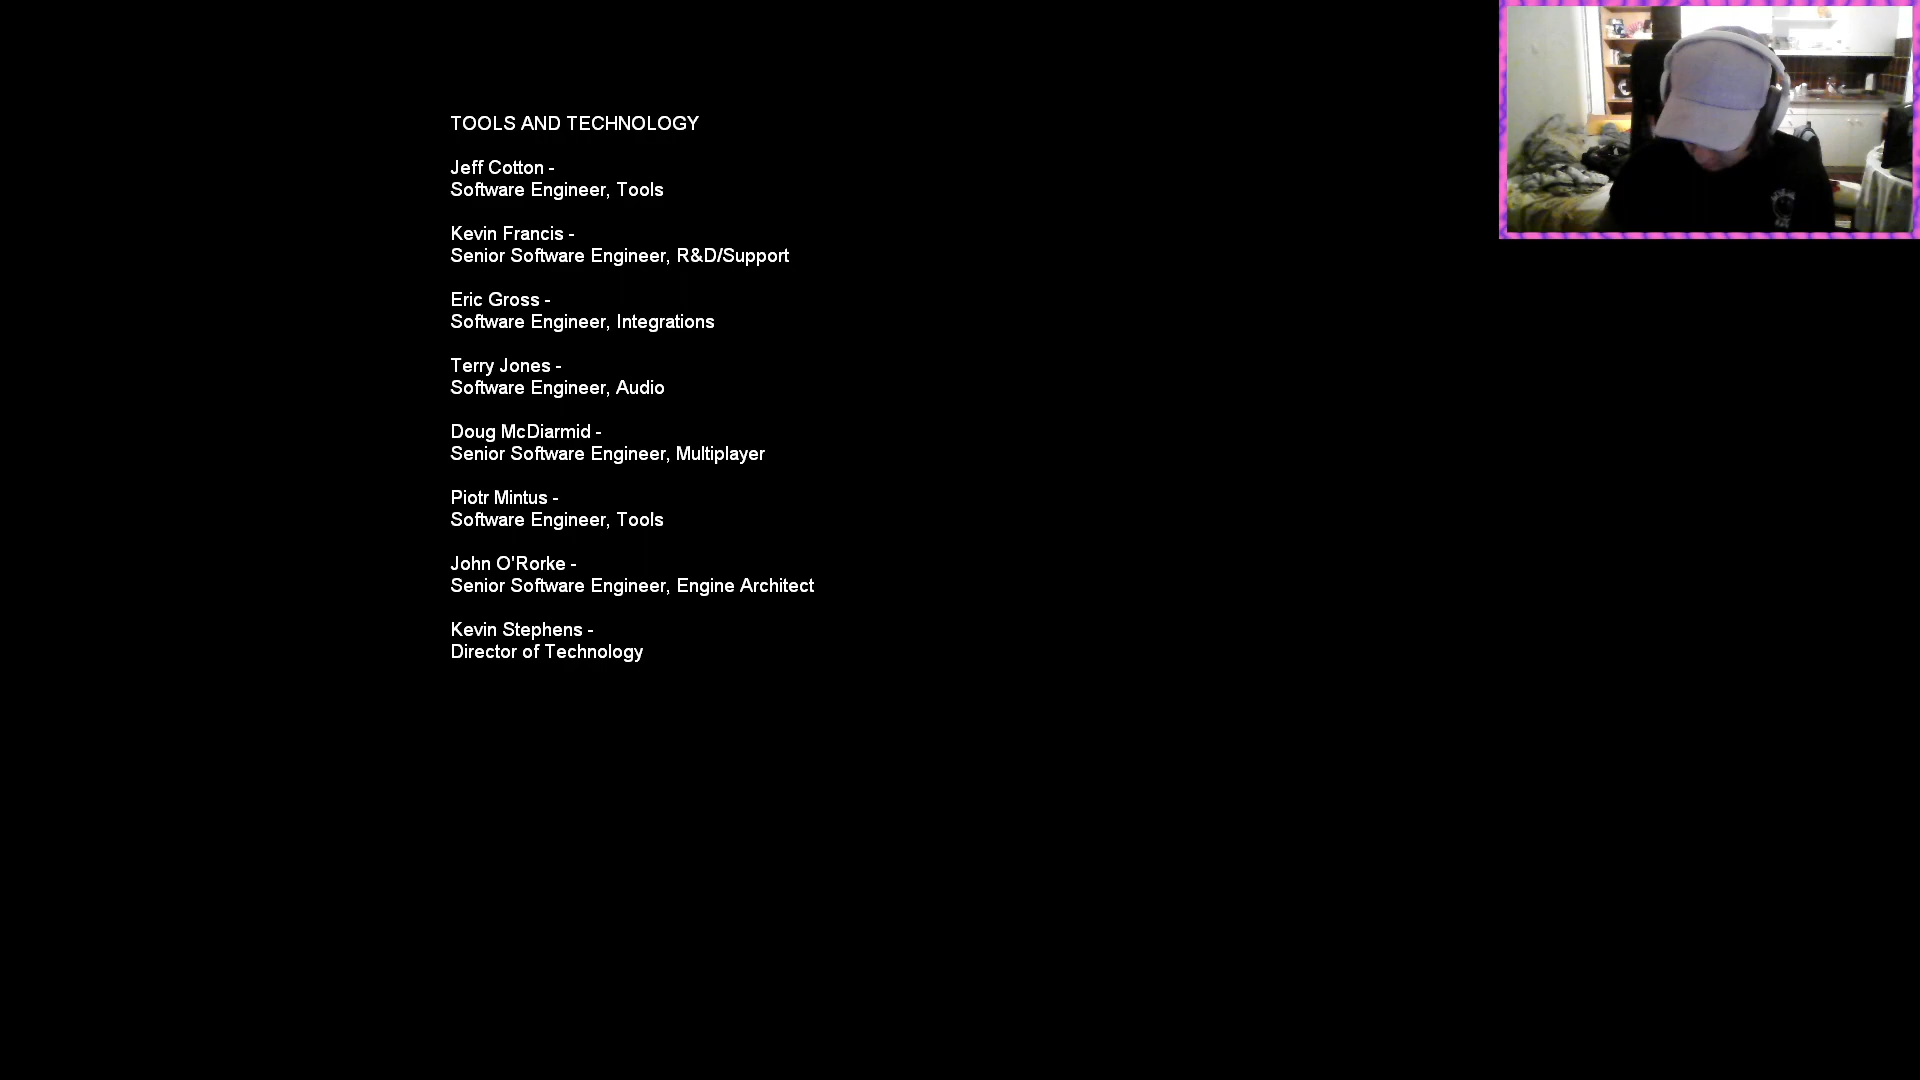 TOOLS AND TECHNOLOGY
Jeff Cotton -
Software Engineer, Tools
Kevin Francis -
Senior Software Engineer, R&D/Support
Eric Gross -
Software Engineer, Integrations
Terry Jones -
Software Engineer, Audio
Doug McDiarmid -
Senior Software Engineer, Multiplayer
Piotr Mintus -
Software Engineer, Tools
John O'Rorke -
Senior Software Engineer, Engine Architect
Kevin Stephens -
Director of Technology